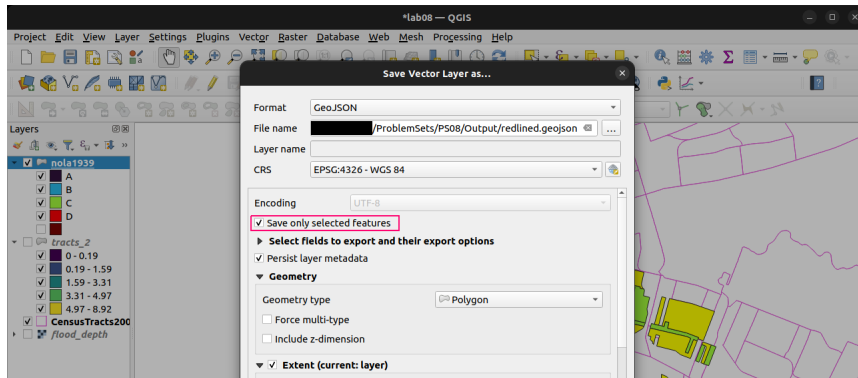 *lab08 — QGIS
Project Edit View Layer Settings Plugins Vector Raster Database Web Mesh Processing Help
Save Vector Layer as...
Format GeoJSON
File name /ProblemSets/PS08/Output/redlined.geojson ...
Layer name
CRS EPSG:4326 - WGS 84
Encoding UTF-8
Save only selected features
Select fields to export and their export options
Persist layer metadata
Geometry
Geometry type Polygon
Force multi-type
Include z-dimension
Extent (current: layer)
Layers
nola1939
A
B
C
D
tracts_2
0 - 0.19
0.19 - 1.59
1.59 - 3.31
3.31 - 4.97
4.97 - 8.92
CensusTracts200
flood_depth